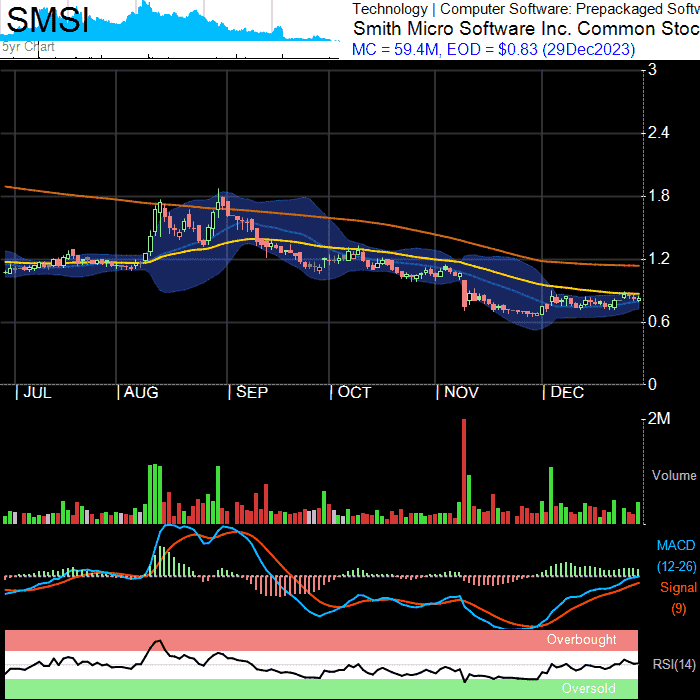 SMSI
5yr Chart
Technology | Computer Software: Prepackaged Softw
Smith Micro Software Inc. Common Stoc
MC = 59.4M, EOD = $0.83 (29Dec2023)
3
2.4
1.8
1.2
0.6
0
| JUL | AUG | SEP | OCT | NOV | DEC
2M
Volume
MACD
(12-26)
Signal
(9)
Overbought
RSI(14)
Oversold